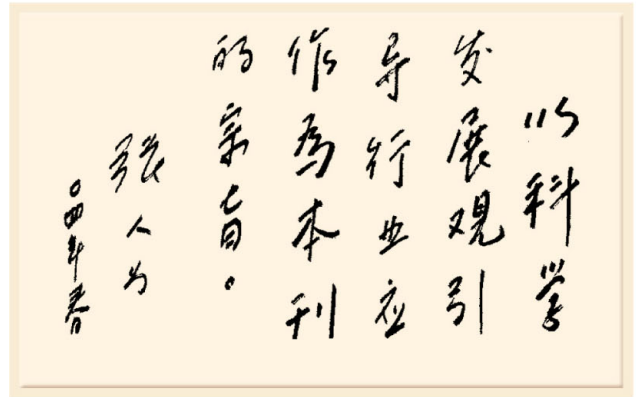 以科学
发展观引
导行业应
作为本刊
的宗旨。
张人为
〇四年春